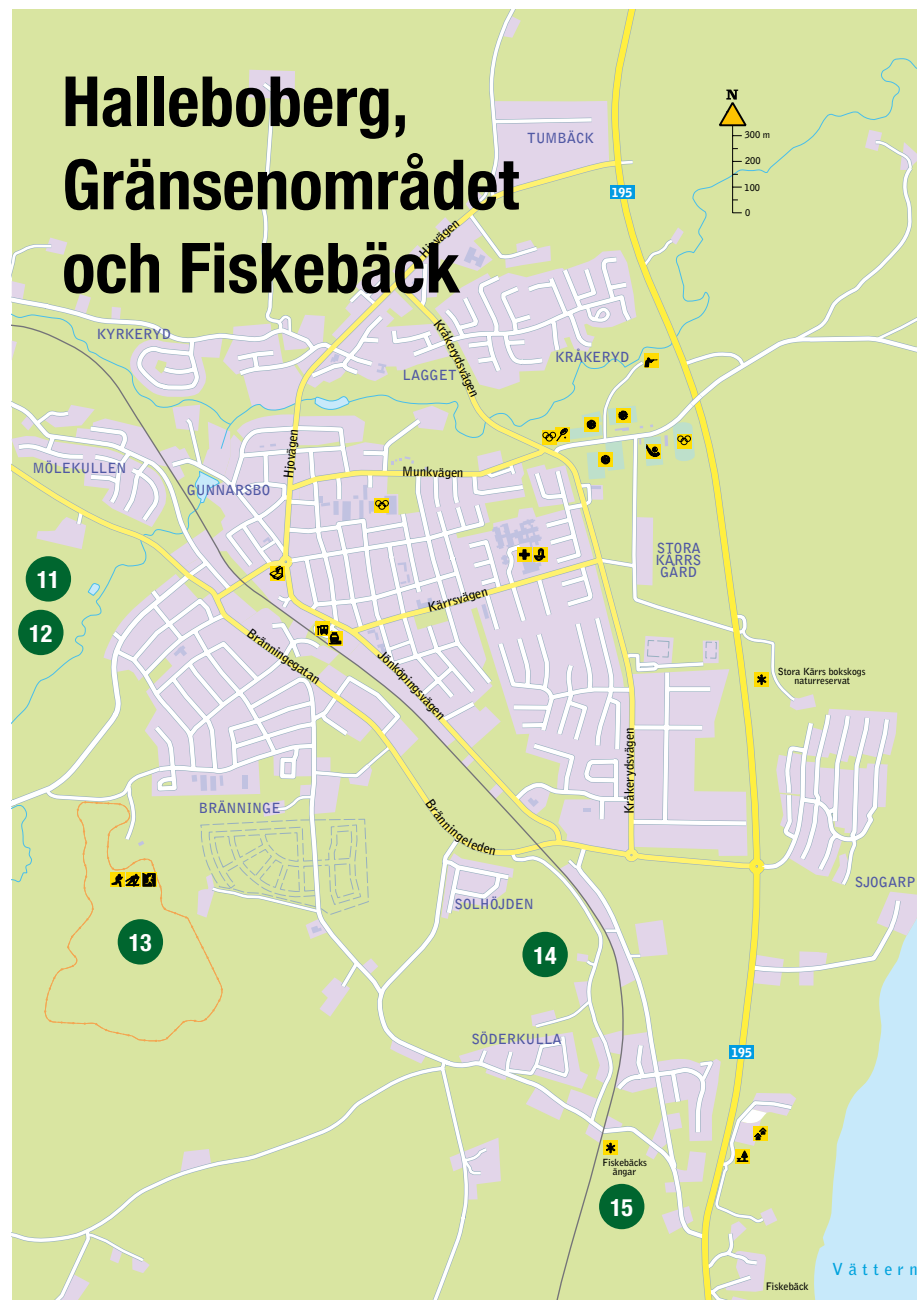 Halleboberg,
Gränsenområdet
och Fiskebäck
N
300 m
200
100
0
TUMBÄCK
195
Hjovägen
KYRKERYD
Kråkerydsvägen
KRÅKERYD
LAGGET
Hjovägen
Munkvägen
MÖLEKULLEN
GUNNARSBO
STORA
KÄRRS
GÅRD
11
12
Kärrsvägen
Bränningegatan
Jönköpingsvägen
Stora Kärrs bokskogs
naturreservat
Kråkerydsvägen
BRÄNNINGE
Bränningeleden
SJOGARP
SOLHÖJDEN
13
14
SÖDERKULLA
195
Fiskebäcks
ängar
15
Vättern
Fiskebäck